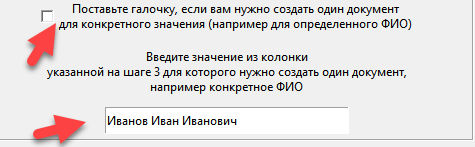 Поставьте галочку, если вам нужно создать один документ
для конкретного значения (например для определенного ФИО)
Введите значение из колонки
указанной на шаге 3 для которого нужно создать один документ,
например конкретное ФИО
Иванов Иван Иванович